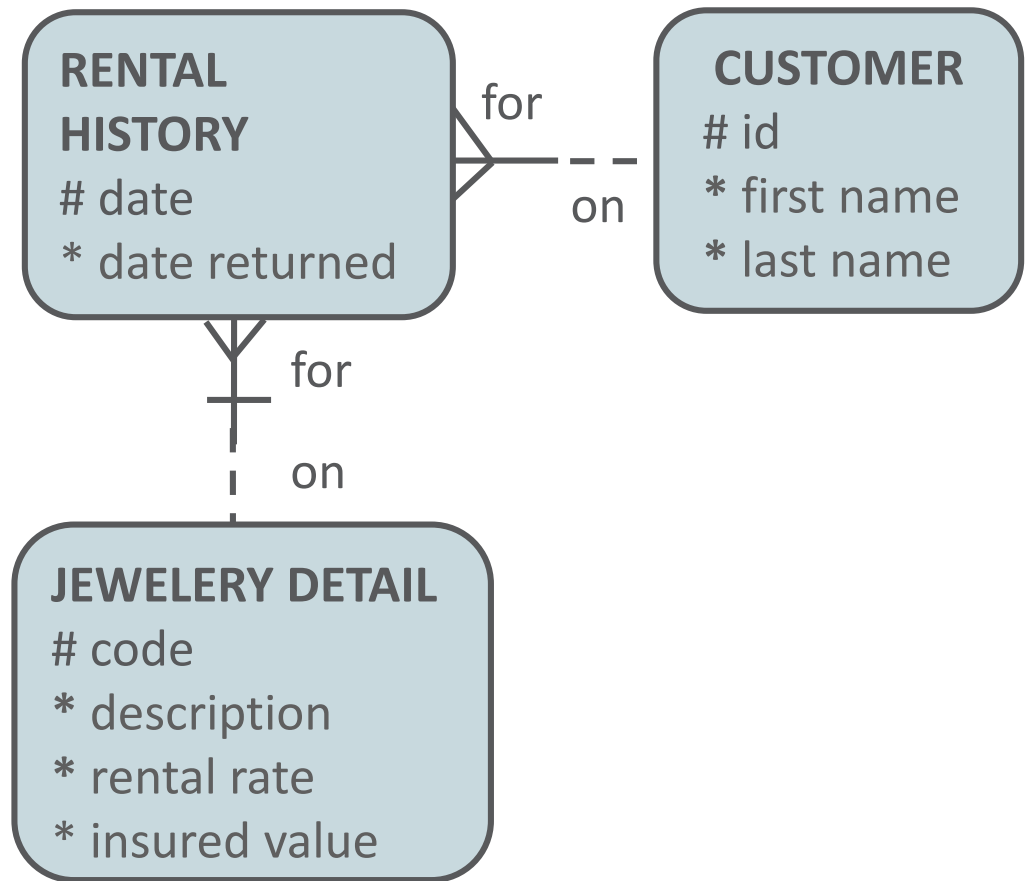 RENTAL
HISTORY
# date
* date returned
for
on
CUSTOMER
# id
* first name
* last name
for
on
JEWELERY DETAIL
# code
* description
* rental rate
* insured value